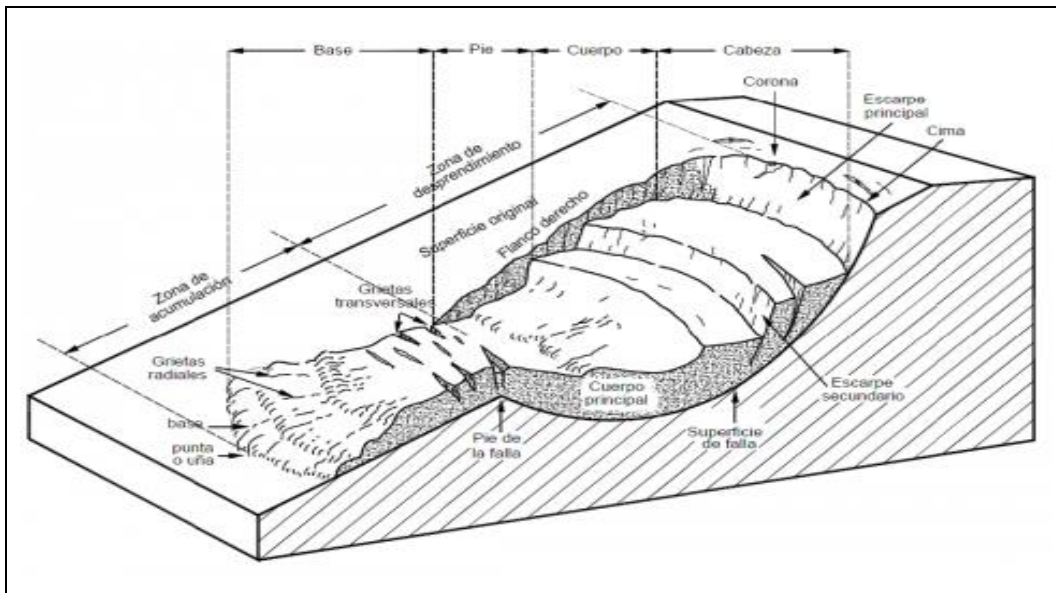 Base
Pie
Cuerpo
Cabeza
Corona
Escarpe
principal
Cima
Zona de
desprendimiento
Superficie original
Flanco derecho
Zona de
acumulación
Grietas
transversales
Grietas
radiales
base
punta
o uña
Pie de
la falla
Cuerpo
principal
Superficie
de falla
Escarpe
secundario